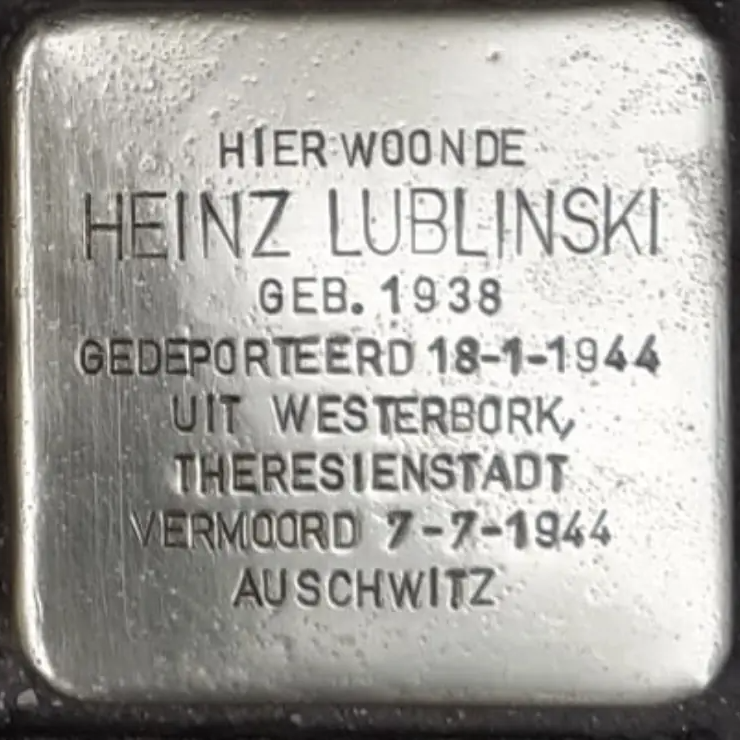 HIER WOONDE
HEINZ LUBLINSKI
GEB. 1938
GEDEPORTEERD 18-1-1944
UIT WESTERBORK,
THERESIENSTADT
VERMOORD 7-7-1944
AUSCHWITZ